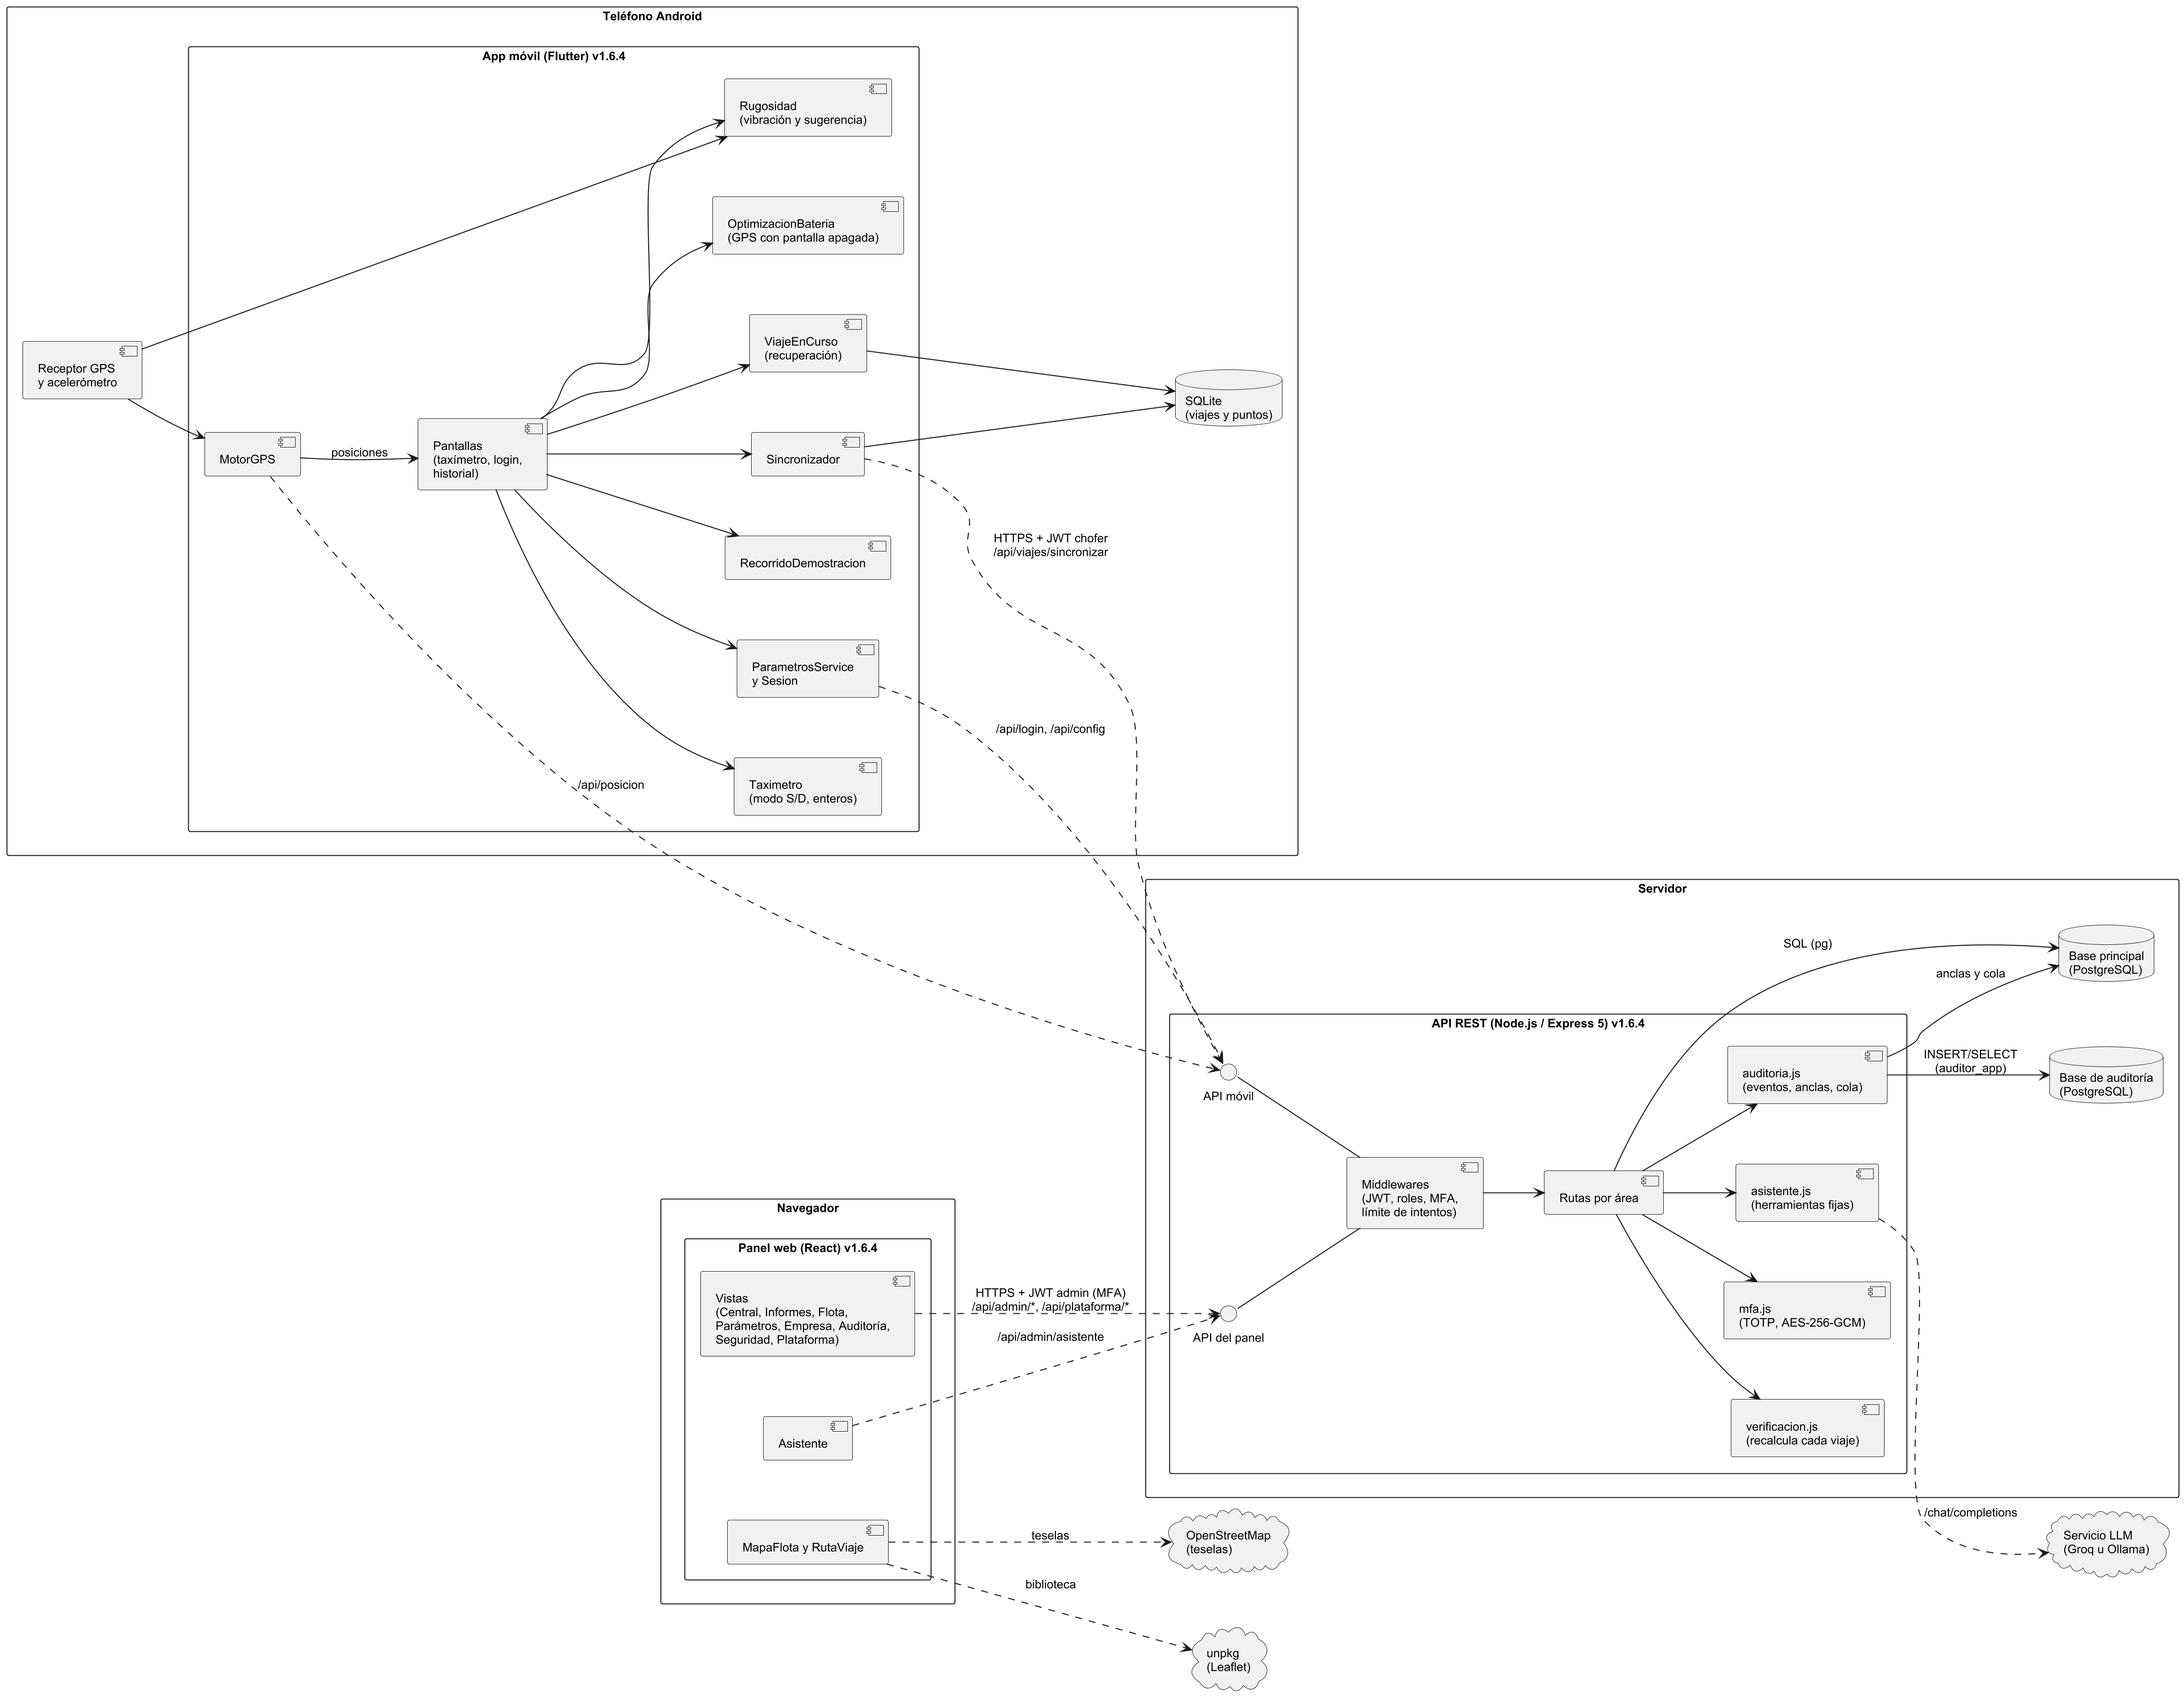 Teléfono Android
App móvil (Flutter) v1.6.4
Rugosidad
(vibración y sugerencia)
OptimizacionBateria
(GPS con pantalla apagada)
ViajeEnCurso
(recuperación)
Receptor GPS
y acelerómetro
SQLite
(viajes y puntos)
MotorGPS
posiciones
Pantallas
(taxímetro, login,
historial)
Sincronizador
HTTPS + JWT chofer
/api/viajes/sincronizar
RecorridoDemostracion
ParametrosService
y Sesion
/api/login, /api/config
/api/posicion
Taximetro
(modo S/D, enteros)
Servidor
SQL (pg)
Base principal
(PostgreSQL)
anclas y cola
API REST (Node.js / Express 5) v1.6.4
auditoria.js
(eventos, anclas, cola)
INSERT/SELECT
(auditor_app)
Base de auditoría
(PostgreSQL)
API móvil
Middlewares
(JWT, roles, MFA,
límite de intentos)
Rutas por área
asistente.js
(herramientas fijas)
Navegador
Panel web (React) v1.6.4
Vistas
(Central, Informes, Flota,
Parámetros, Empresa, Auditoría,
Seguridad, Plataforma)
HTTPS + JWT admin (MFA)
/api/admin/*, /api/plataforma/*
/api/admin/asistente
API del panel
mfa.js
(TOTP, AES-256-GCM)
Asistente
verificacion.js
(recalcula cada viaje)
MapaFlota y RutaViaje
teselas
OpenStreetMap
(teselas)
/chat/completions
Servicio LLM
(Groq u Ollama)
biblioteca
unpkg
(Leaflet)